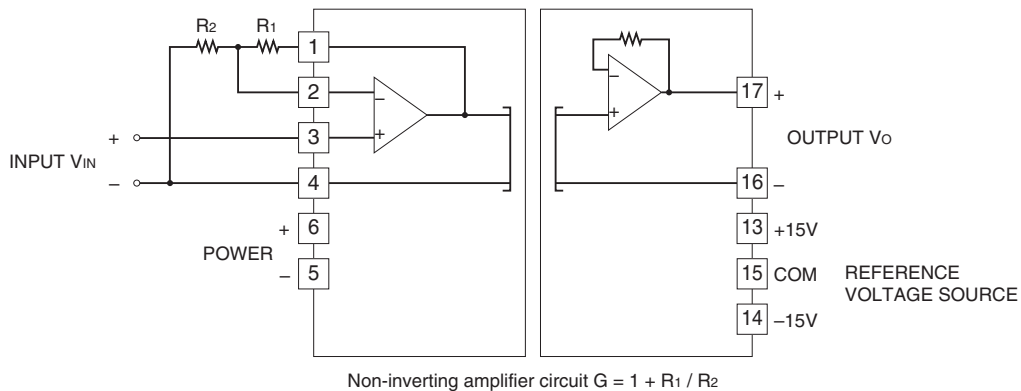 R2 R1
1
2
3
4
6
5
+
INPUT VIN
–
+
POWER
–
–
+
–
+
17 +
OUTPUT VO
16 –
13 +15V
15 COM REFERENCE
VOLTAGE SOURCE
14 –15V
Non-inverting amplifier circuit G = 1 + R1 / R2